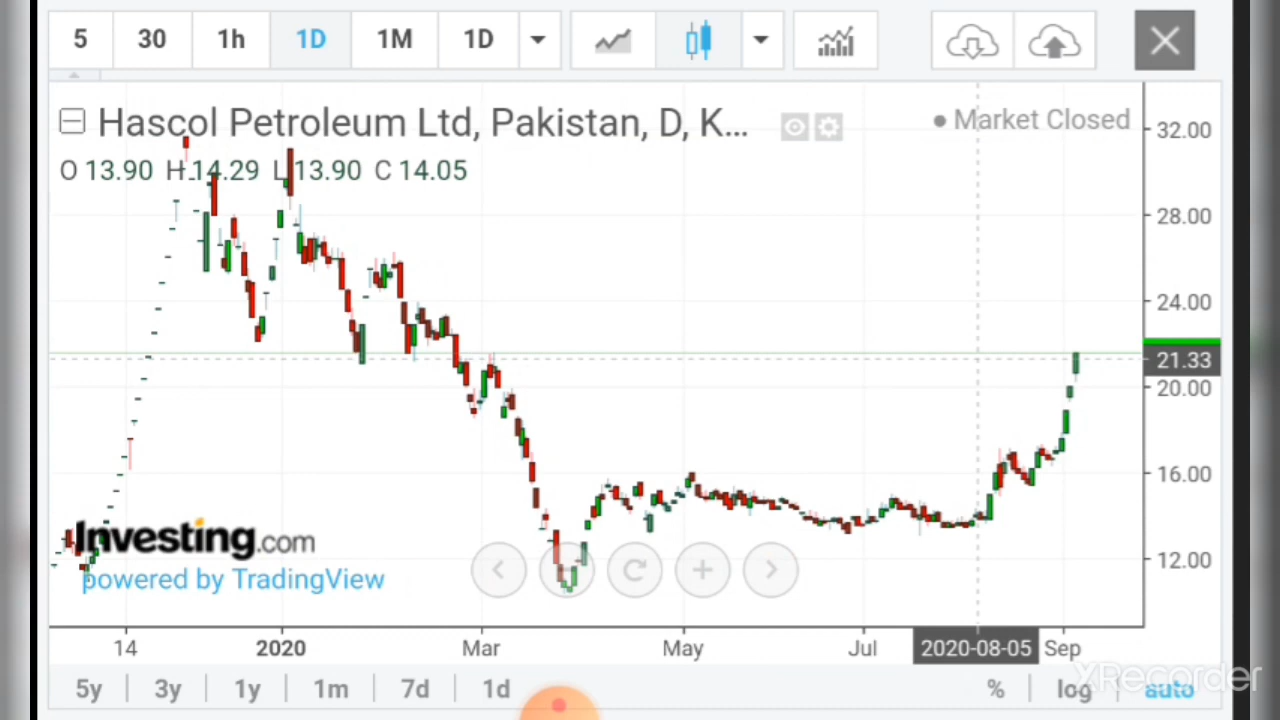 5 30 1h 1D 1M 1D
Hascol Petroleum Ltd, Pakistan, D, K...
Market Closed
O 13.90 H 14.29 L 13.90 C 14.05
32.00
28.00
24.00
21.33
20.00
16.00
12.00
Investing.com
powered by TradingView
14 2020 Mar May Jul 2020-08-05 Sep
5y 3y 1y 1m 7d 1d % log auto
XRecorder